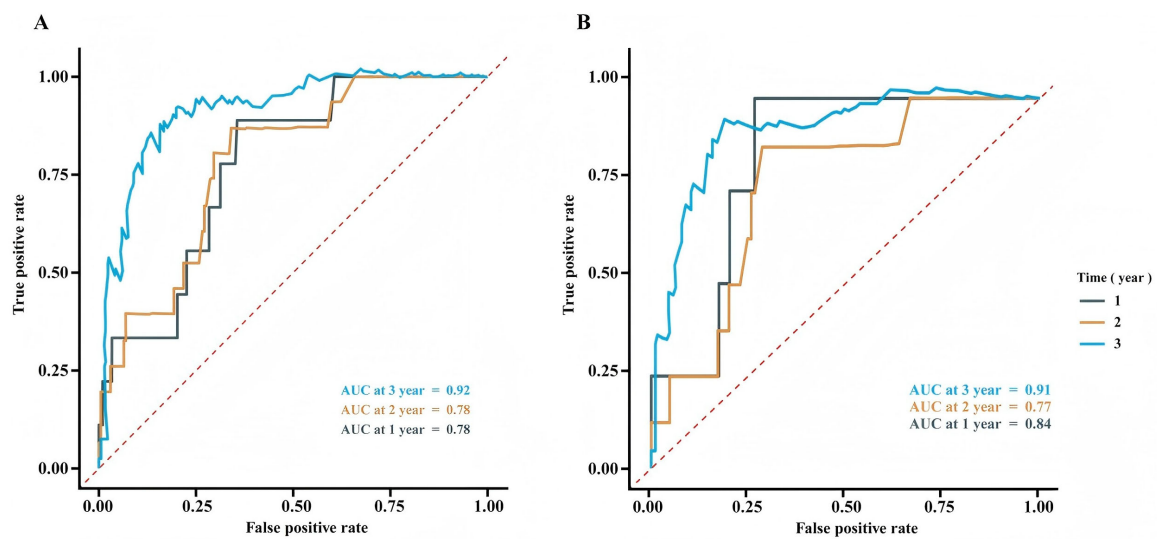 A
True positive rate
1.00
0.75
0.50
0.25
0.00
AUC at 3 year = 0.92
AUC at 2 year = 0.78
AUC at 1 year = 0.78
0.00 0.25 0.50 0.75 1.00
False positive rate
B
True positive rate
1.00
0.75
0.50
0.25
0.00
AUC at 3 year = 0.91
AUC at 2 year = 0.77
AUC at 1 year = 0.84
0.00 0.25 0.50 0.75 1.00
False positive rate
Time ( year )
1
2
3